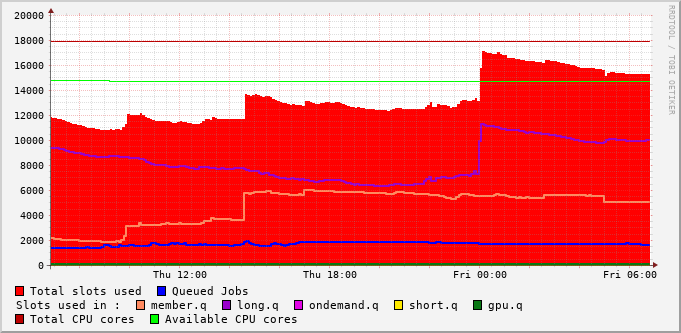 20000
18000
16000
14000
12000
10000
8000
6000
4000
2000
0
Thu 12:00 Thu 18:00 Fri 00:00 Fri 06:00
Total slots used Queued Jobs
Slots used in : member.q long.q ondemand.q short.q gpu.q
Total CPU cores Available CPU cores
RRDTOOL / TOBI OETIKER